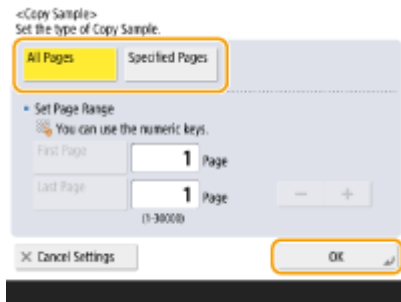 <Copy Sample>
Set the type of Copy Sample.
All Pages
Specified Pages
Set Page Range
You can use the numeric keys.
First Page
1 Page
Last Page
1 Page
- +
(1-30000)
× Cancel Settings
OK